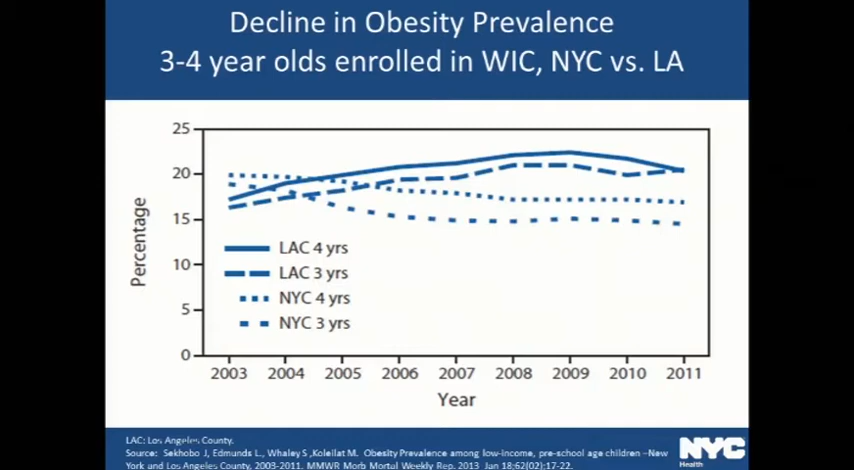 Decline in Obesity Prevalence
3-4 year olds enrolled in WIC, NYC vs. LA
25
20
15
10
5
0
Percentage
LAC 4 yrs
LAC 3 yrs
NYC 4 yrs
NYC 3 yrs
2003 2004 2005 2006 2007 2008 2009 2010 2011
Year
LAC: Los Angeles County.
Source: Sekhobo J, Edmunds L., Whaley S ,Koleilat M. Obesity Prevalence among low-income, pre-school age children –New
York and Los Angeles County, 2003-2011. MMWR Morb Mortul Weekly Rep. 2013 Jan 18;62(02):17-22.
NYC
Health